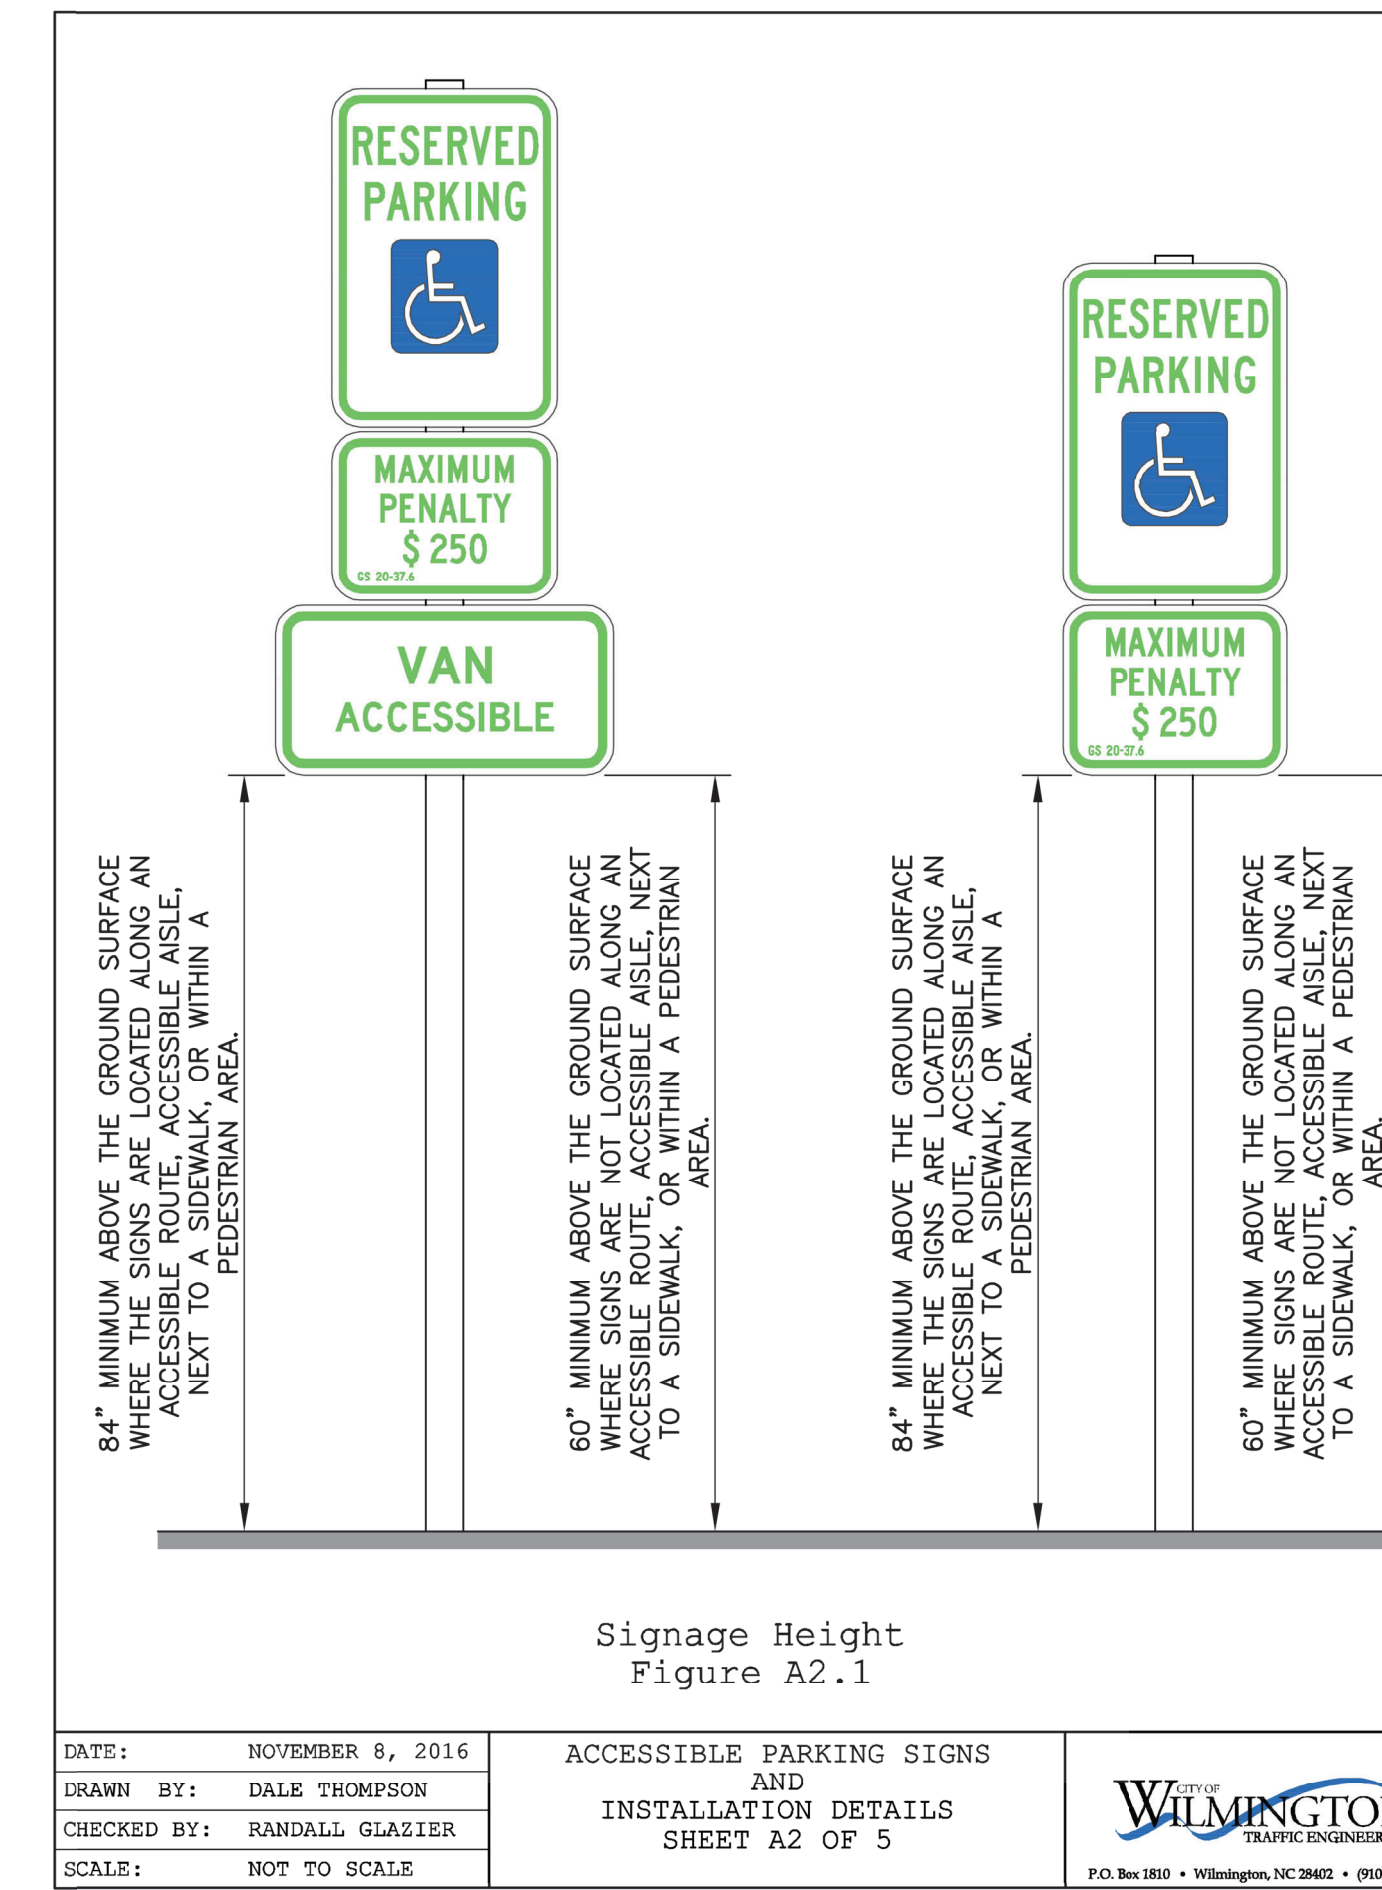 RESERVED
PARKING
MAXIMUM
PENALTY
$ 250
GS 20-37.6
VAN
ACCESSIBLE
RESERVED
PARKING
MAXIMUM
PENALTY
$ 250
GS 20-37.6
84" MINIMUM ABOVE THE GROUND SURFACE
WHERE THE SIGNS ARE LOCATED ALONG AN
ACCESSIBLE ROUTE, ACCESSIBLE AISLE,
NEXT TO A SIDEWALK, OR WITHIN A
PEDESTRIAN AREA.
60" MINIMUM ABOVE THE GROUND SURFACE
WHERE SIGNS ARE NOT LOCATED ALONG AN
ACCESSIBLE ROUTE, ACCESSIBLE AISLE, NEXT
TO A SIDEWALK, OR WITHIN A PEDESTRIAN
AREA.
84" MINIMUM ABOVE THE GROUND SURFACE
WHERE THE SIGNS ARE LOCATED ALONG AN
ACCESSIBLE ROUTE, ACCESSIBLE AISLE,
NEXT TO A SIDEWALK, OR WITHIN A
PEDESTRIAN AREA.
60" MINIMUM ABOVE THE GROUND SURFACE
WHERE SIGNS ARE NOT LOCATED ALONG AN
ACCESSIBLE ROUTE, ACCESSIBLE AISLE, NEXT
TO A SIDEWALK, OR WITHIN A PEDESTRIAN
AREA.
Signage Height
Figure A2.1
DATE: NOVEMBER 8, 2016
DRAWN BY: DALE THOMPSON
CHECKED BY: RANDALL GLAZIER
SCALE: NOT TO SCALE
ACCESSIBLE PARKING SIGNS
AND
INSTALLATION DETAILS
SHEET A2 OF 5
CITY OF
WILMINGTO
TRAFFIC ENGINEER
P.O. Box 1810 • Wilmington, NC 28402 • (910